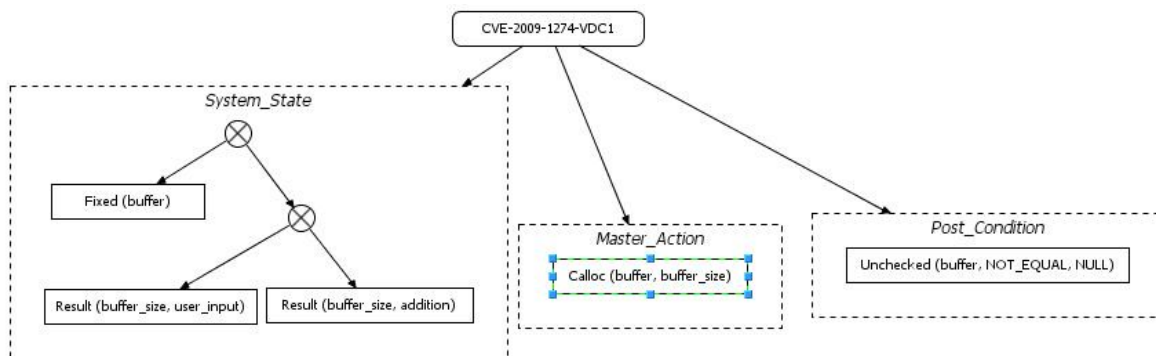 CVE-2009-1274-VDC1
System_State
Fixed (buffer)
Result (buffer_size, user_input)
Result (buffer_size, addition)
Master_Action
Calloc (buffer, buffer_size)
Post_Condition
Unchecked (buffer, NOT_EQUAL, NULL)